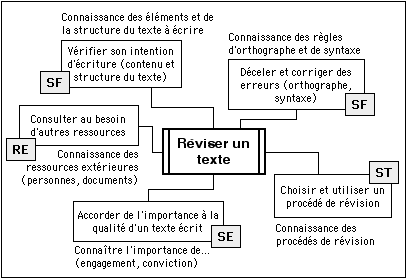 Connaissance des éléments et de
la structure du texte à écrire
Vérifier son intention
d'écriture (contenu et
structure du texte)
SF
Connaissance des règles
d'orthographe et de syntaxe
Déceler et corriger des
erreurs (orthographe,
syntaxe)
SF
Consulter au besoin
d'autres ressources
RE
Connaissance des
ressources extérieures
(personnes, documents)
Réviser un
texte
ST
Choisir et utiliser un
procédé de révision
Connaissance des
procédés de révision
Accorder de l'importance à la
qualité d'un texte écrit
SE
Connaître l'importance de...
(engagement, conviction)